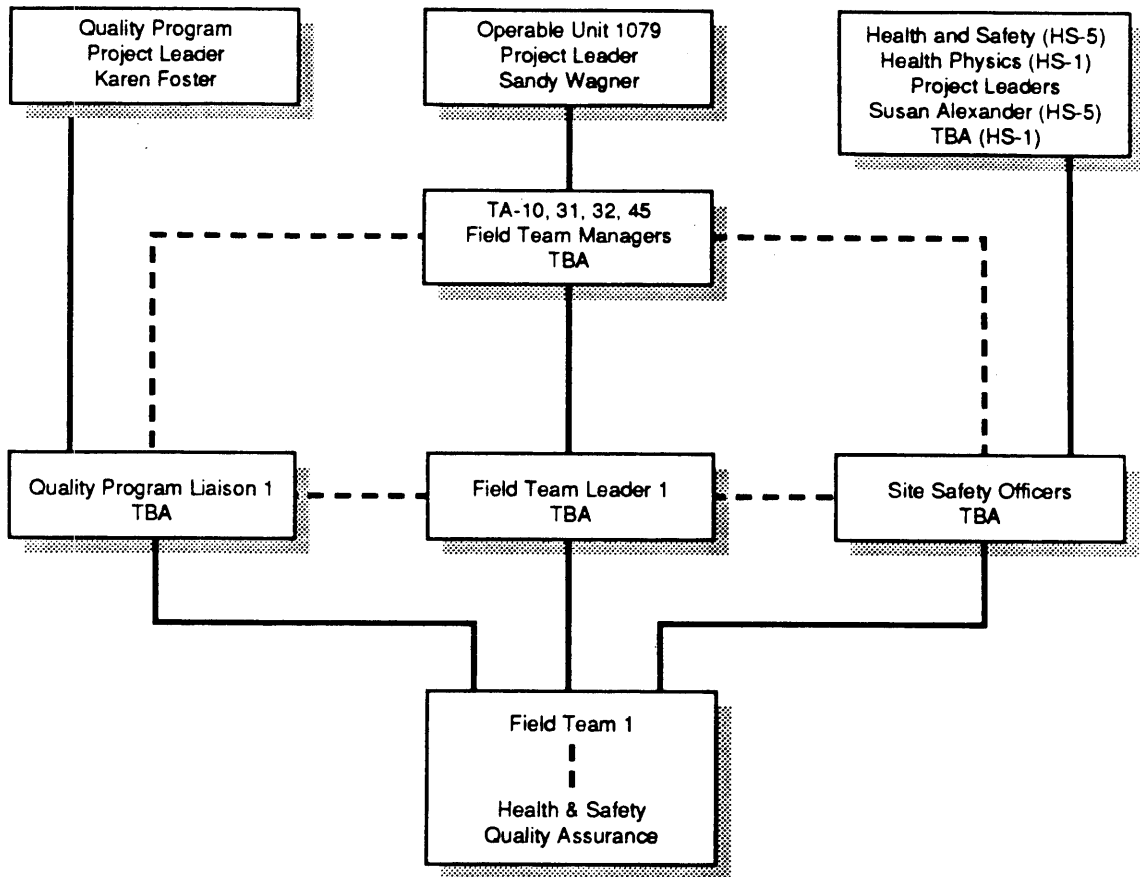 Quality Program
Project Leader
Karen Foster
Operable Unit 1079
Project Leader
Sandy Wagner
Health and Safety (HS-5)
Health Physics (HS-1)
Project Leaders
Susan Alexander (HS-5)
TBA (HS-1)
TA-10, 31, 32, 45
Field Team Managers
TBA
Quality Program Liaison 1
TBA
Field Team Leader 1
TBA
Site Safety Officers
TBA
Field Team 1
Health & Safety
Quality Assurance